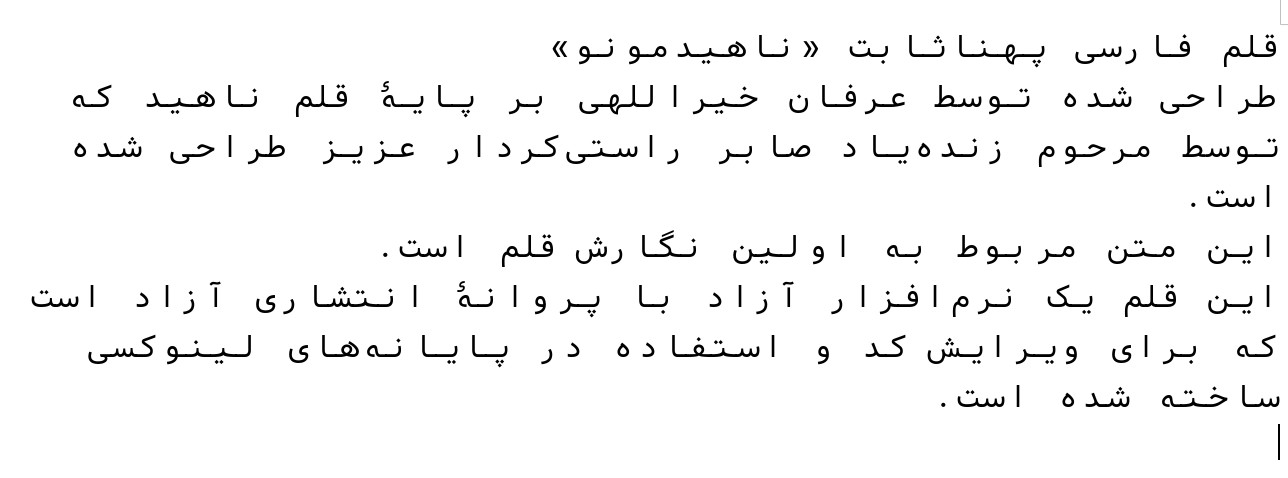 قلم فارسی پهناثابت «ناهیدمونو»
طراحی شده توسط عرفان خیراللهی بر پایهٔ قلم ناهید که
توسط مرحوم زنده‌یاد صابر راستی‌کردار عزیز طراحی شده
است.
این متن مربوط به اولین نگارش قلم است.
این قلم یک نرم‌افزار آزاد با پروانهٔ انتشاری آزاد است
که برای ویرایش کد و استفاده در پایانه‌های لینوکسی
ساخته شده است.